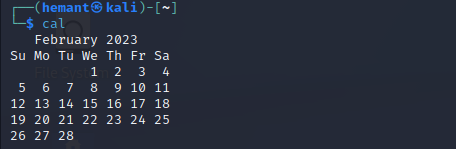 ┌──(hemant㉿kali)-[~]
└─$ cal
   February 2023
Su Mo Tu We Th Fr Sa
          1  2  3  4
 5  6  7  8  9 10 11
12 13 14 15 16 17 18
19 20 21 22 23 24 25
26 27 28